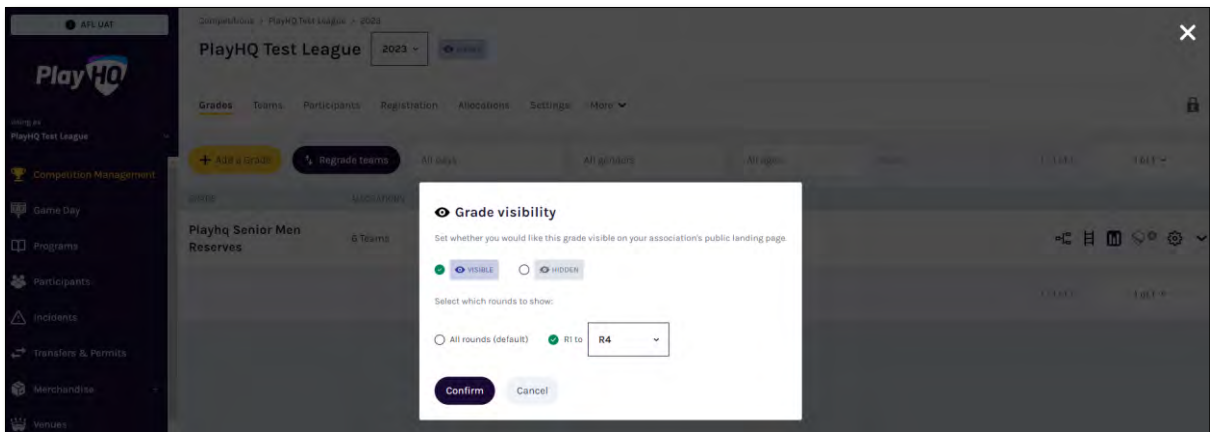 AFL UAT
Competitions > PlayHQ Test League > 2023
PlayHQ Test League
2023
VISIBLE
PlayHQ
Grades Teams Participants Registration Allocations Settings More
PlayHQ Test League
+ Add a Grade
Regrade teams
All days
All genders
All ages
Competition Management
Game Day
Programs
Participants
Incidents
Transfers & Permits
Merchandise
Venues
GRADE
Playhq Senior Men
Reserves
6 Teams
Grade visibility
Set whether you would like this grade visible on your association's public landing page.
VISIBLE
HIDDEN
Select which rounds to show:
All rounds (default)
R1 to
R4
Confirm
Cancel